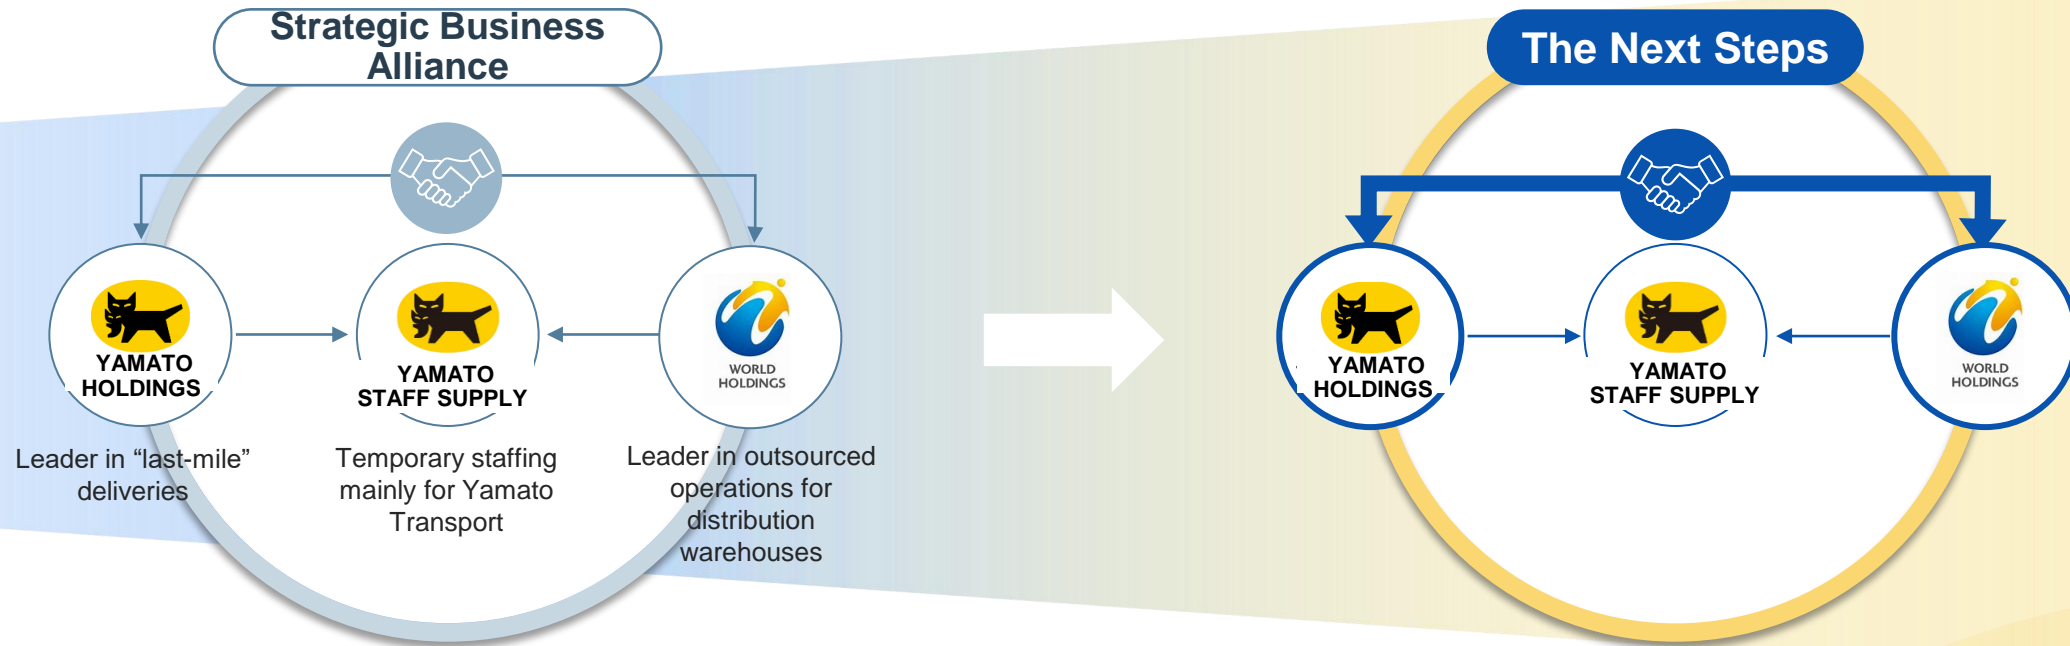 Strategic Business
Alliance
The Next Steps
YAMATO
HOLDINGS
YAMATO
STAFF SUPPLY
WORLD
HOLDINGS
Leader in “last-mile”
deliveries
Temporary staffing
mainly for Yamato
Transport
Leader in outsourced
operations for
distribution
warehouses
YAMATO
HOLDINGS
YAMATO
STAFF SUPPLY
WORLD
HOLDINGS